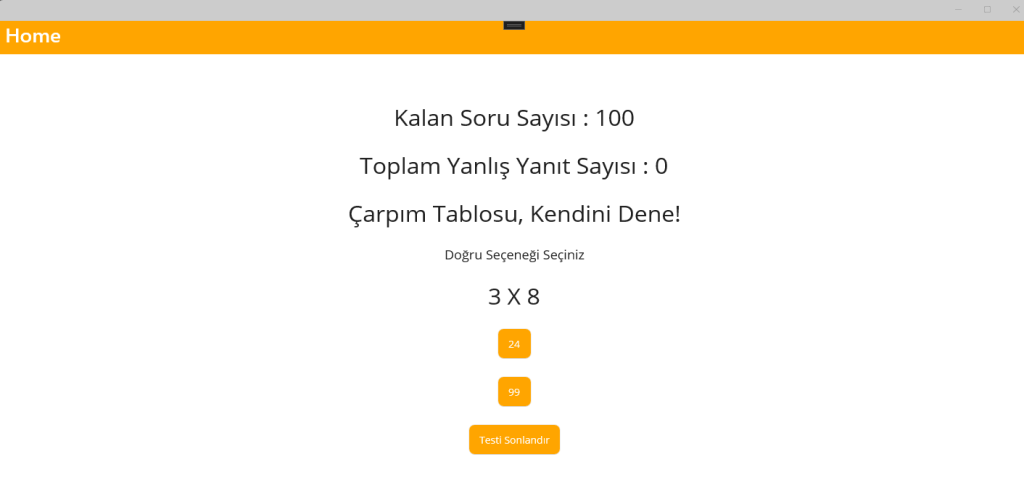 Home
Kalan Soru Sayısı : 100
Toplam Yanlış Yanıt Sayısı : 0
Çarpım Tablosu, Kendini Dene!
Doğru Seçeneği Seçiniz
3 X 8
24
99
Testi Sonlandır